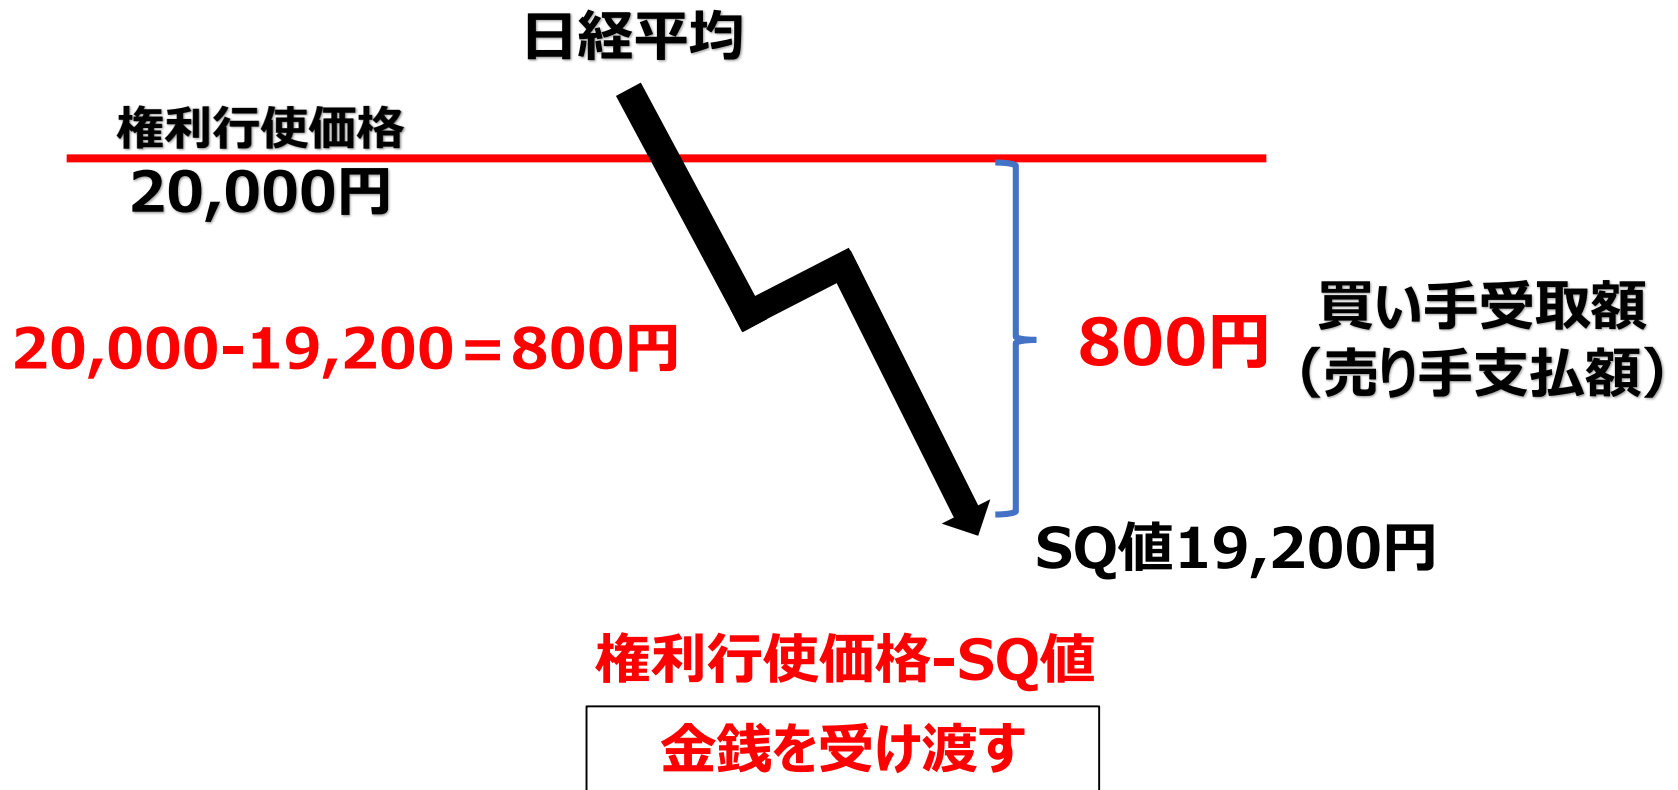 日経平均
権利行使価格
20,000円
20,000-19,200＝800円
800円
買い手受取額
（売り手支払額）
SQ値19,200円
権利行使価格-SQ値
金銭を受け渡す